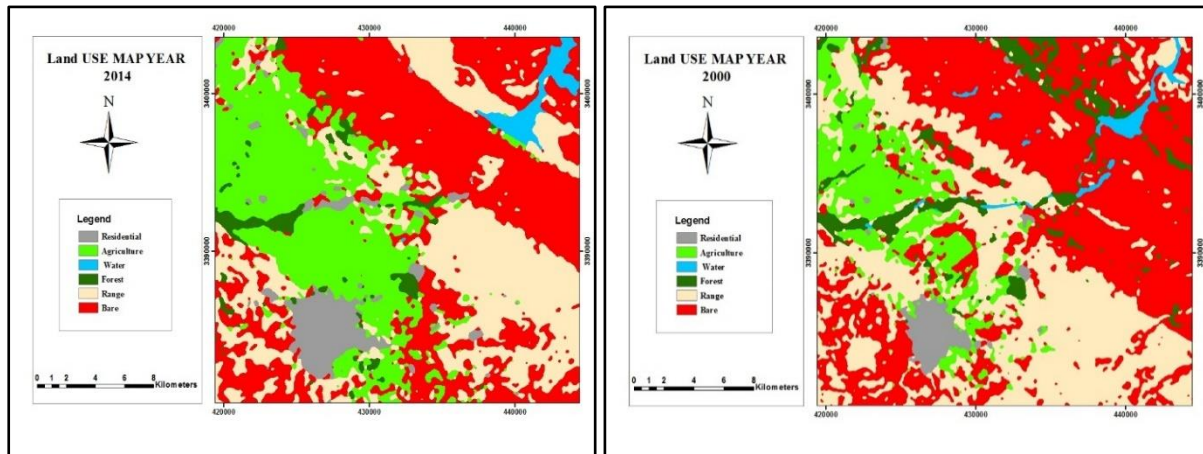 Land USE MAP YEAR
2014
N
Legend
Residential
Agriculture
Water
Forest
Range
Bare
0 1 2 4 6 8
Kilometers
420000 430000 440000
3400000
3390000
3400000
3390000
420000 430000 440000
Land USE MAP YEAR
2000
N
Legend
Residential
Agriculture
Water
Forest
Range
Bare
0 1 2 4 6 8
Kilometers
420000 430000 440000
3400000
3390000
3400000
3390000
420000 430000 440000